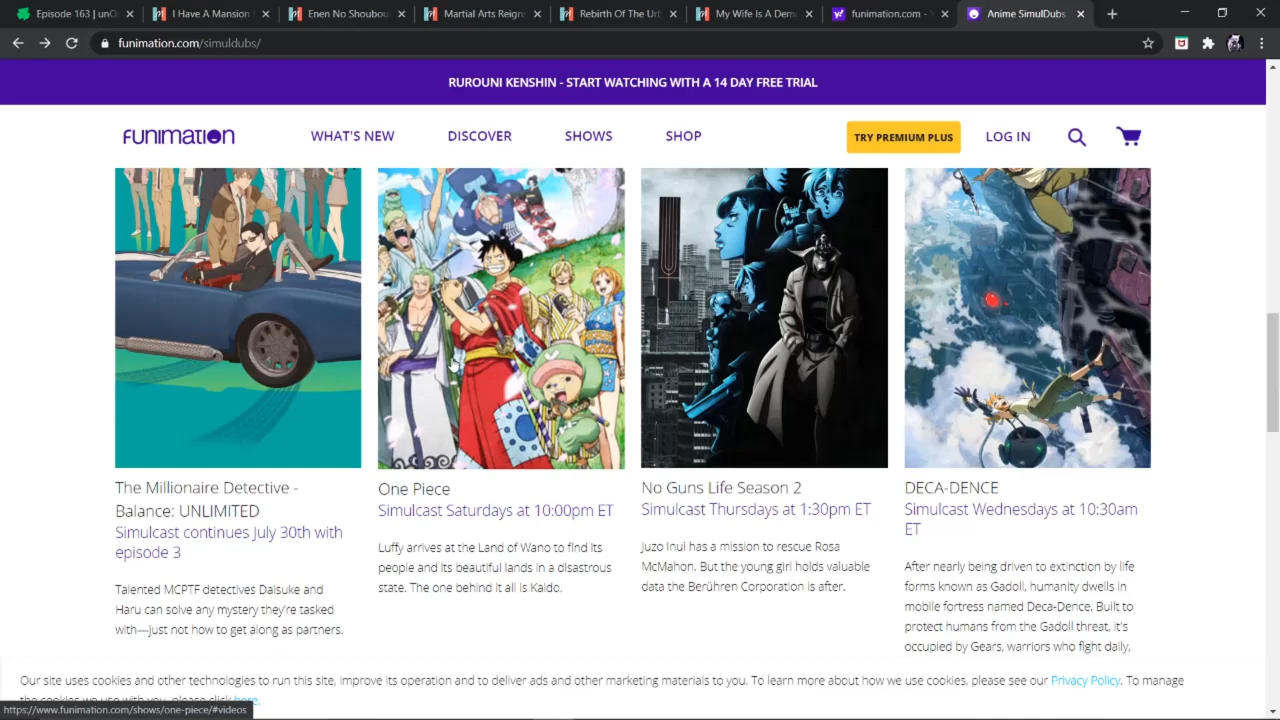 Episode 163 | unO
I Have A Mansion I
Enen No Shoubou
Martial Arts Reign
Rebirth Of The Ur
My Wife Is A Dem
funimation.com - Y
Anime SimulDubs
funimation.com/simuldubs/
RUROUNI KENSHIN - START WATCHING WITH A 14 DAY FREE TRIAL
FUNIMATION
WHAT'S NEW
DISCOVER
SHOWS
SHOP
TRY PREMIUM PLUS
LOG IN
The Millionaire Detective -
Balance: UNLIMITED
Simulcast continues July 30th with
episode 3
Talented MCPTF detectives Daisuke and
Haru can solve any mystery they're tasked
with—just not how to get along as partners.
One Piece
Simulcast Saturdays at 10:00pm ET
Luffy arrives at the Land of Wano to find its
people and its beautiful lands in a disastrous
state. The one behind it all is Kaido.
No Guns Life Season 2
Simulcast Thursdays at 1:30pm ET
Juzo Inui has a mission to rescue Rosa
McMahon. But the young girl holds valuable
data the Berühren Corporation is after.
DECA-DENCE
Simulcast Wednesdays at 10:30am
ET
After nearly being driven to extinction by life
forms known as Gadoll, humanity dwells in
mobile fortress named Deca-Dence. Built to
protect humans from the Gadoll threat, it's
occupied by Gears, warriors who fight daily,
Our site uses cookies and other technologies to run this site, improve its operation and to deliver ads and other marketing materials to you. To learn more about how we use cookies, please see our Privacy Policy. To manage
the cookies we use with you, please click here.
https://www.funimation.com/shows/one-piece/#videos